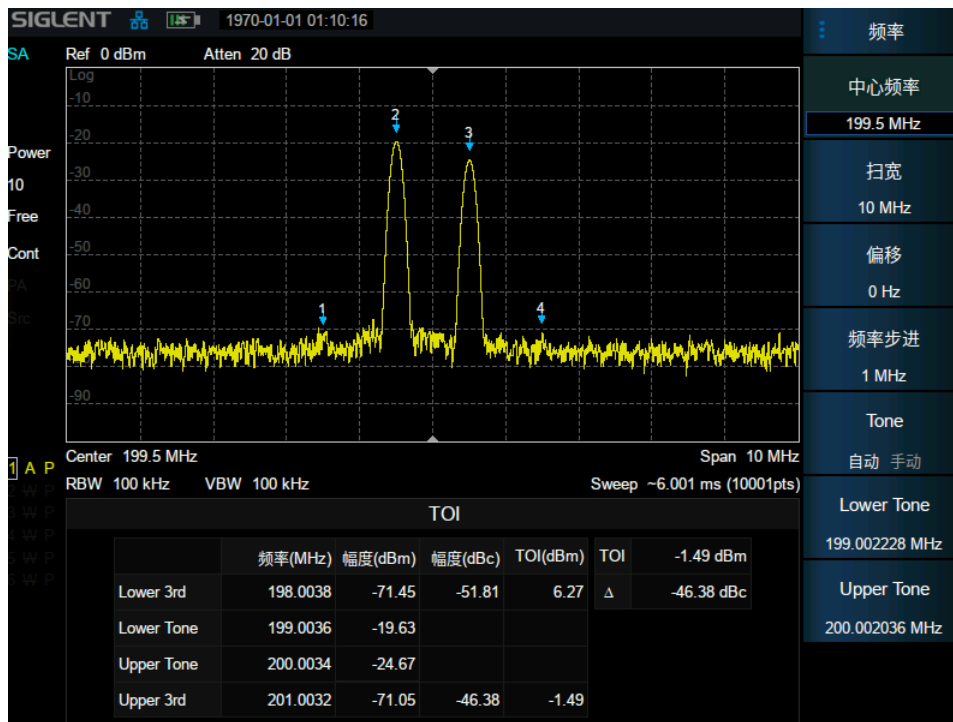 SIGLENT 1970-01-01 01:10:16
SA Ref 0 dBm Atten 20 dB
Log
-10
-20
-30
-40
-50
-60
-70
-90
2
3
1
4
Power
10
Free
Cont
PA
Src
Center 199.5 MHz Span 10 MHz
RBW 100 kHz VBW 100 kHz Sweep ~6.001 ms (10001pts)
1 A P
2 W P
3 W P
4 W P
5 W P
6 W P
TOI
频率(MHz) 幅度(dBm) 幅度(dBc) TOI(dBm)
Lower 3rd 198.0038 -71.45 -51.81 6.27
Lower Tone 199.0036 -19.63
Upper Tone 200.0034 -24.67
Upper 3rd 201.0032 -71.05 -46.38 -1.49
TOI -1.49 dBm
Δ -46.38 dBc
频率
中心频率
199.5 MHz
扫宽
10 MHz
偏移
0 Hz
频率步进
1 MHz
Tone
自动 手动
Lower Tone
199.002228 MHz
Upper Tone
200.002036 MHz